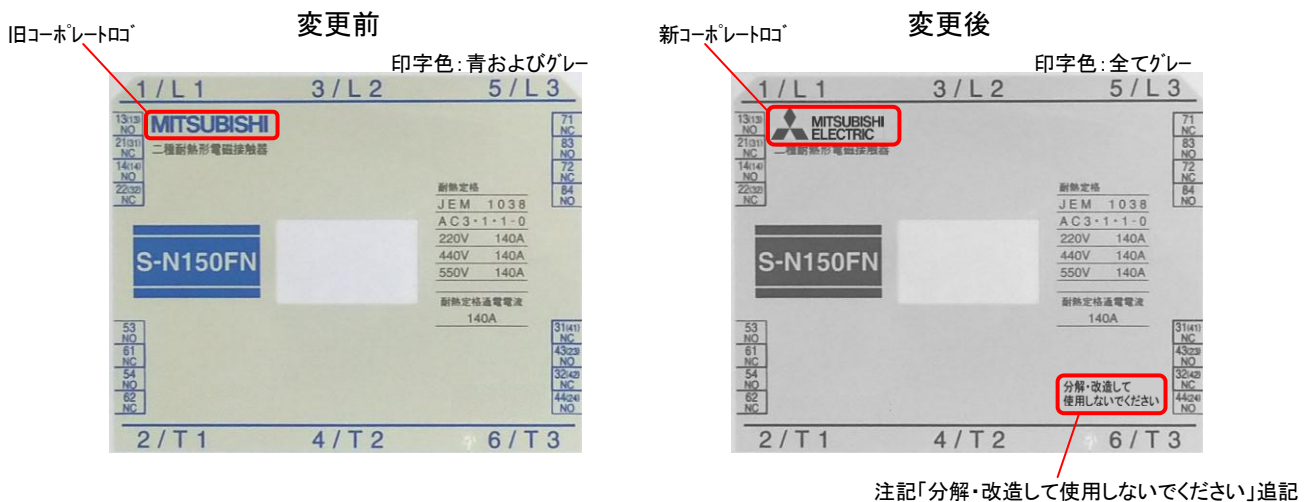 変更前
旧コーポレートロゴ
印字色：青およびグレー
1/L1 3/L2 5/L3
MITSUBISHI
二種耐熱形電磁接触器
13(13)
NO
21(31)
NC
14(14)
NO
22(32)
NC
71
NC
83
NO
72
NC
84
NO
耐熱定格
JEM 1038
AC3・1・1-0
220V 140A
440V 140A
550V 140A
耐熱定格通電電流
140A
S-N150FN
53
NO
61
NC
54
NO
62
NC
31(41)
NC
43(23)
NO
32(42)
NC
44(24)
NO
2/T1 4/T2 6/T3
変更後
新コーポレートロゴ
印字色：全てグレー
1/L1 3/L2 5/L3
MITSUBISHI
ELECTRIC
二種耐熱形電磁接触器
13(13)
NO
21(31)
NC
14(14)
NO
22(32)
NC
71
NC
83
NO
72
NC
84
NO
耐熱定格
JEM 1038
AC3・1・1-0
220V 140A
440V 140A
550V 140A
耐熱定格通電電流
140A
S-N150FN
53
NO
61
NC
54
NO
62
NC
31(41)
NC
43(23)
NO
32(42)
NC
44(24)
NO
分解・改造して
使用しないでください
2/T1 4/T2 6/T3
注記「分解・改造して使用しないでください」追記